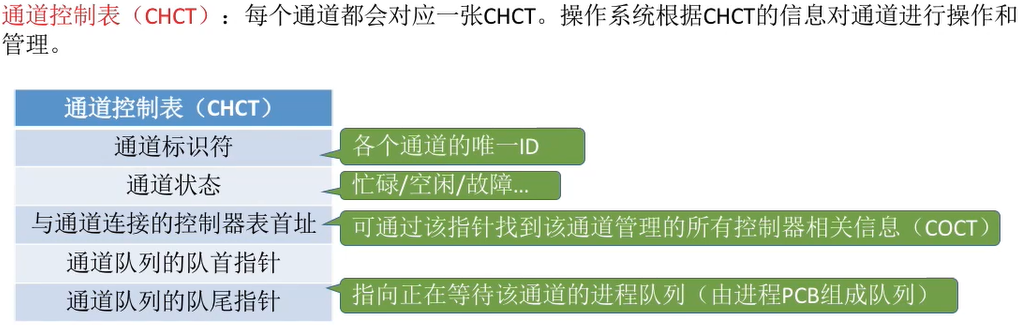 通道控制表（CHCT）：每个通道都会对应一张CHCT。操作系统根据CHCT的信息对通道进行操作和
管理。
通道控制表（CHCT）
通道标识符
各个通道的唯一ID
通道状态
忙碌/空闲/故障...
与通道连接的控制器表首址
可通过该指针找到该通道管理的所有控制器相关信息（COCT）
通道队列的队首指针
通道队列的队尾指针
指向正在等待该通道的进程队列（由进程PCB组成队列）